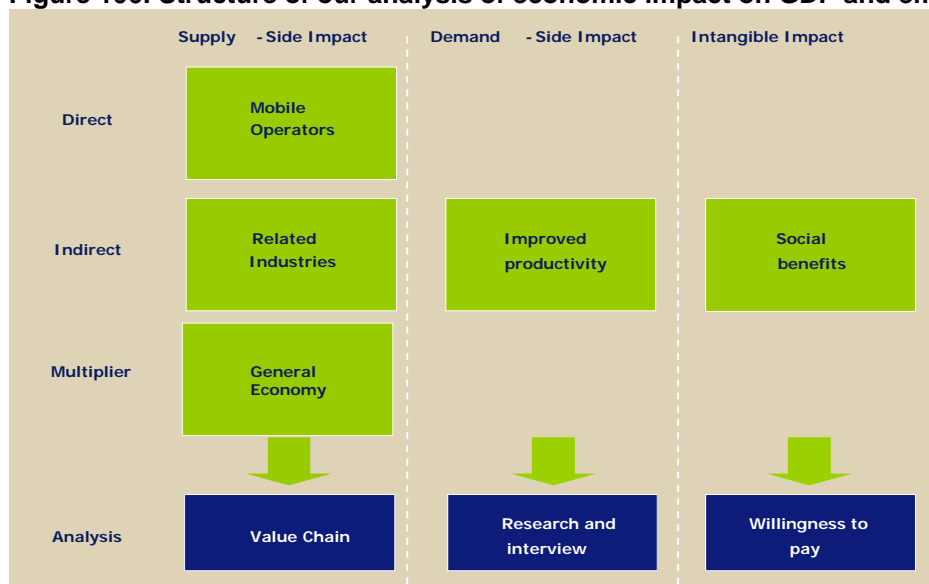 Supply - Side Impact Demand - Side Impact Intangible Impact
Direct
Mobile
Operators
Indirect
Related
Industries
Improved
productivity
Social
benefits
Multiplier
General
Economy
Analysis
Value Chain
Research and
interview
Willingness to
pay